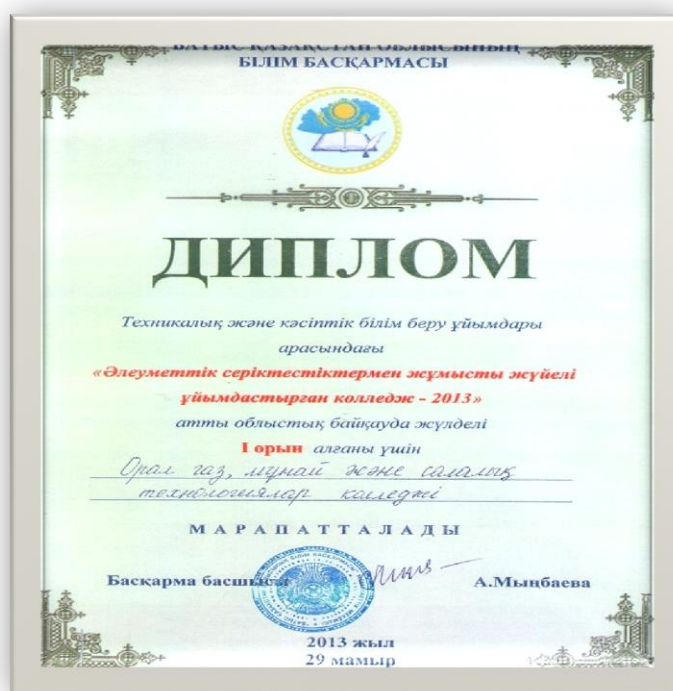 БАТЫС ҚАЗАҚСТАН ОБЛЫСЫНЫҢ
БІЛІМ БАСҚАРМАСЫ
ДИПЛОМ
Техникалық және кәсіптік білім беру ұйымдары
арасындағы
«Әлеуметтік серіктестіктермен жұмысты жүйелі
ұйымдастырған колледж - 2013»
атты облыстық байқауда жүлделі
І орын алғаны үшін
Орал газ, мұнай және салалық
технологиялар колледжі
МАРАПАТТАЛАДЫ
Басқарма басшысы А.Мыңбаева
2013 жыл
29 мамыр